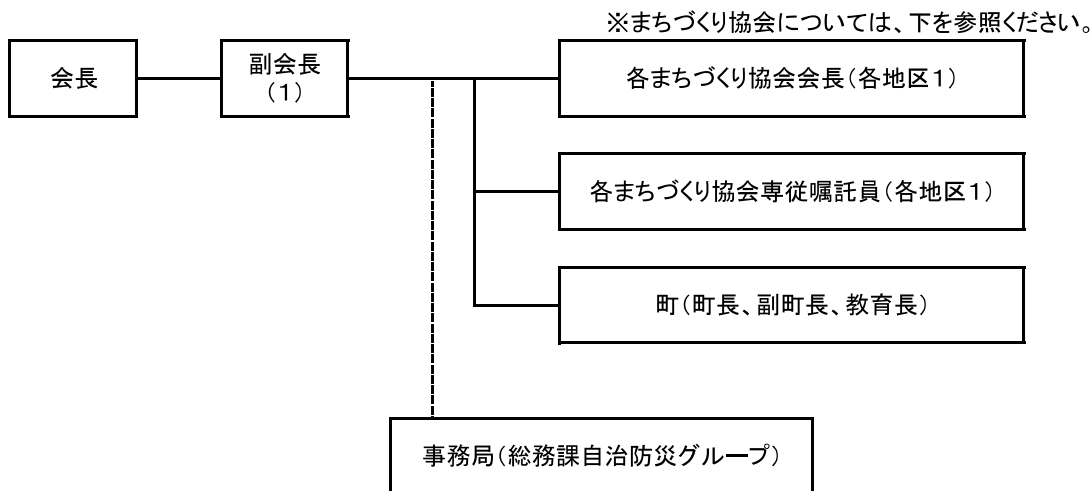 ※まちづくり協会については、下を参照ください。
会長
副会長
（１）
各まちづくり協会会長（各地区１）
各まちづくり協会専従嘱託員（各地区１）
町（町長、副町長、教育長）
事務局（総務課自治防災グループ）